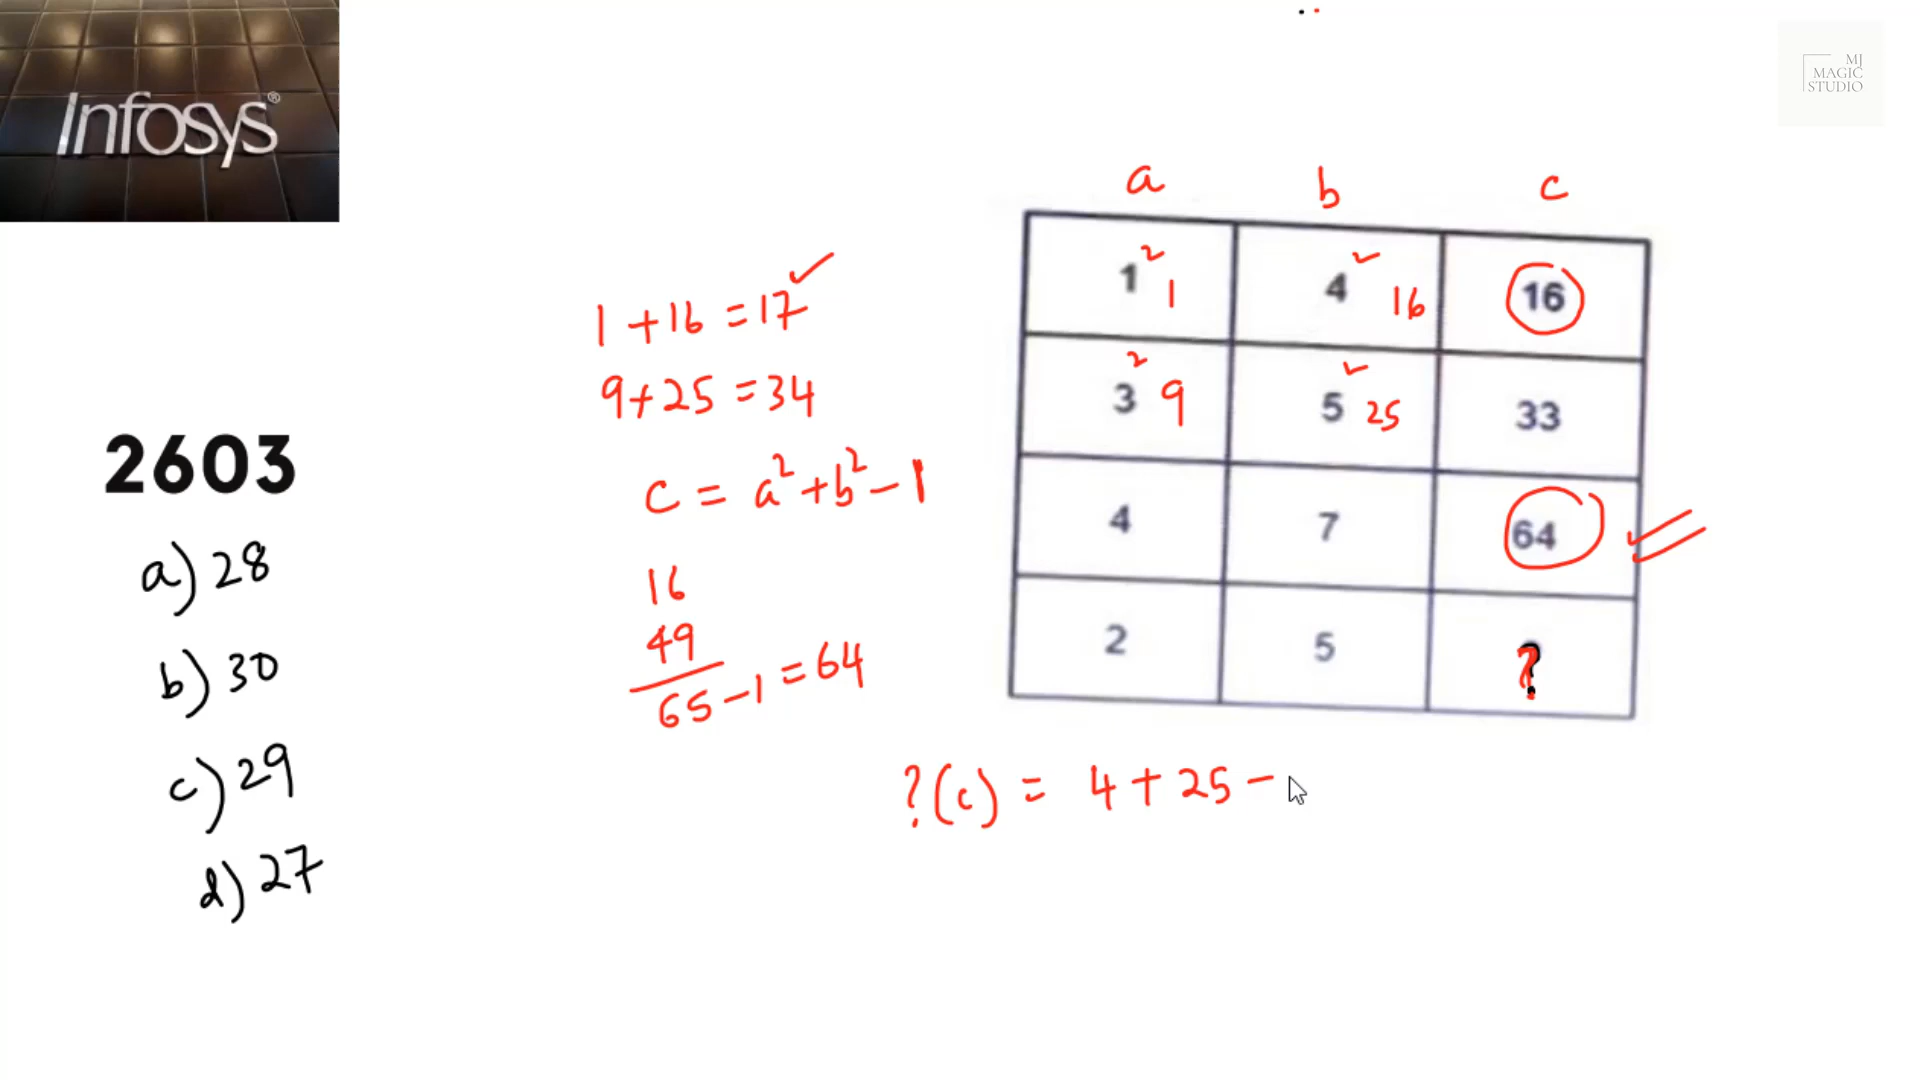 Infosys®
MJ
MAGIC
STUDIO
a b c
1² 1 4² 16 16
3² 9 5² 25 33
4 7 64
2 5 ?
1 + 16 = 17
9 + 25 = 34
c = a² + b² - 1
16
49
65 - 1 = 64
2603
a) 28
b) 30
c) 29
d) 27
? (c) = 4 + 25 -